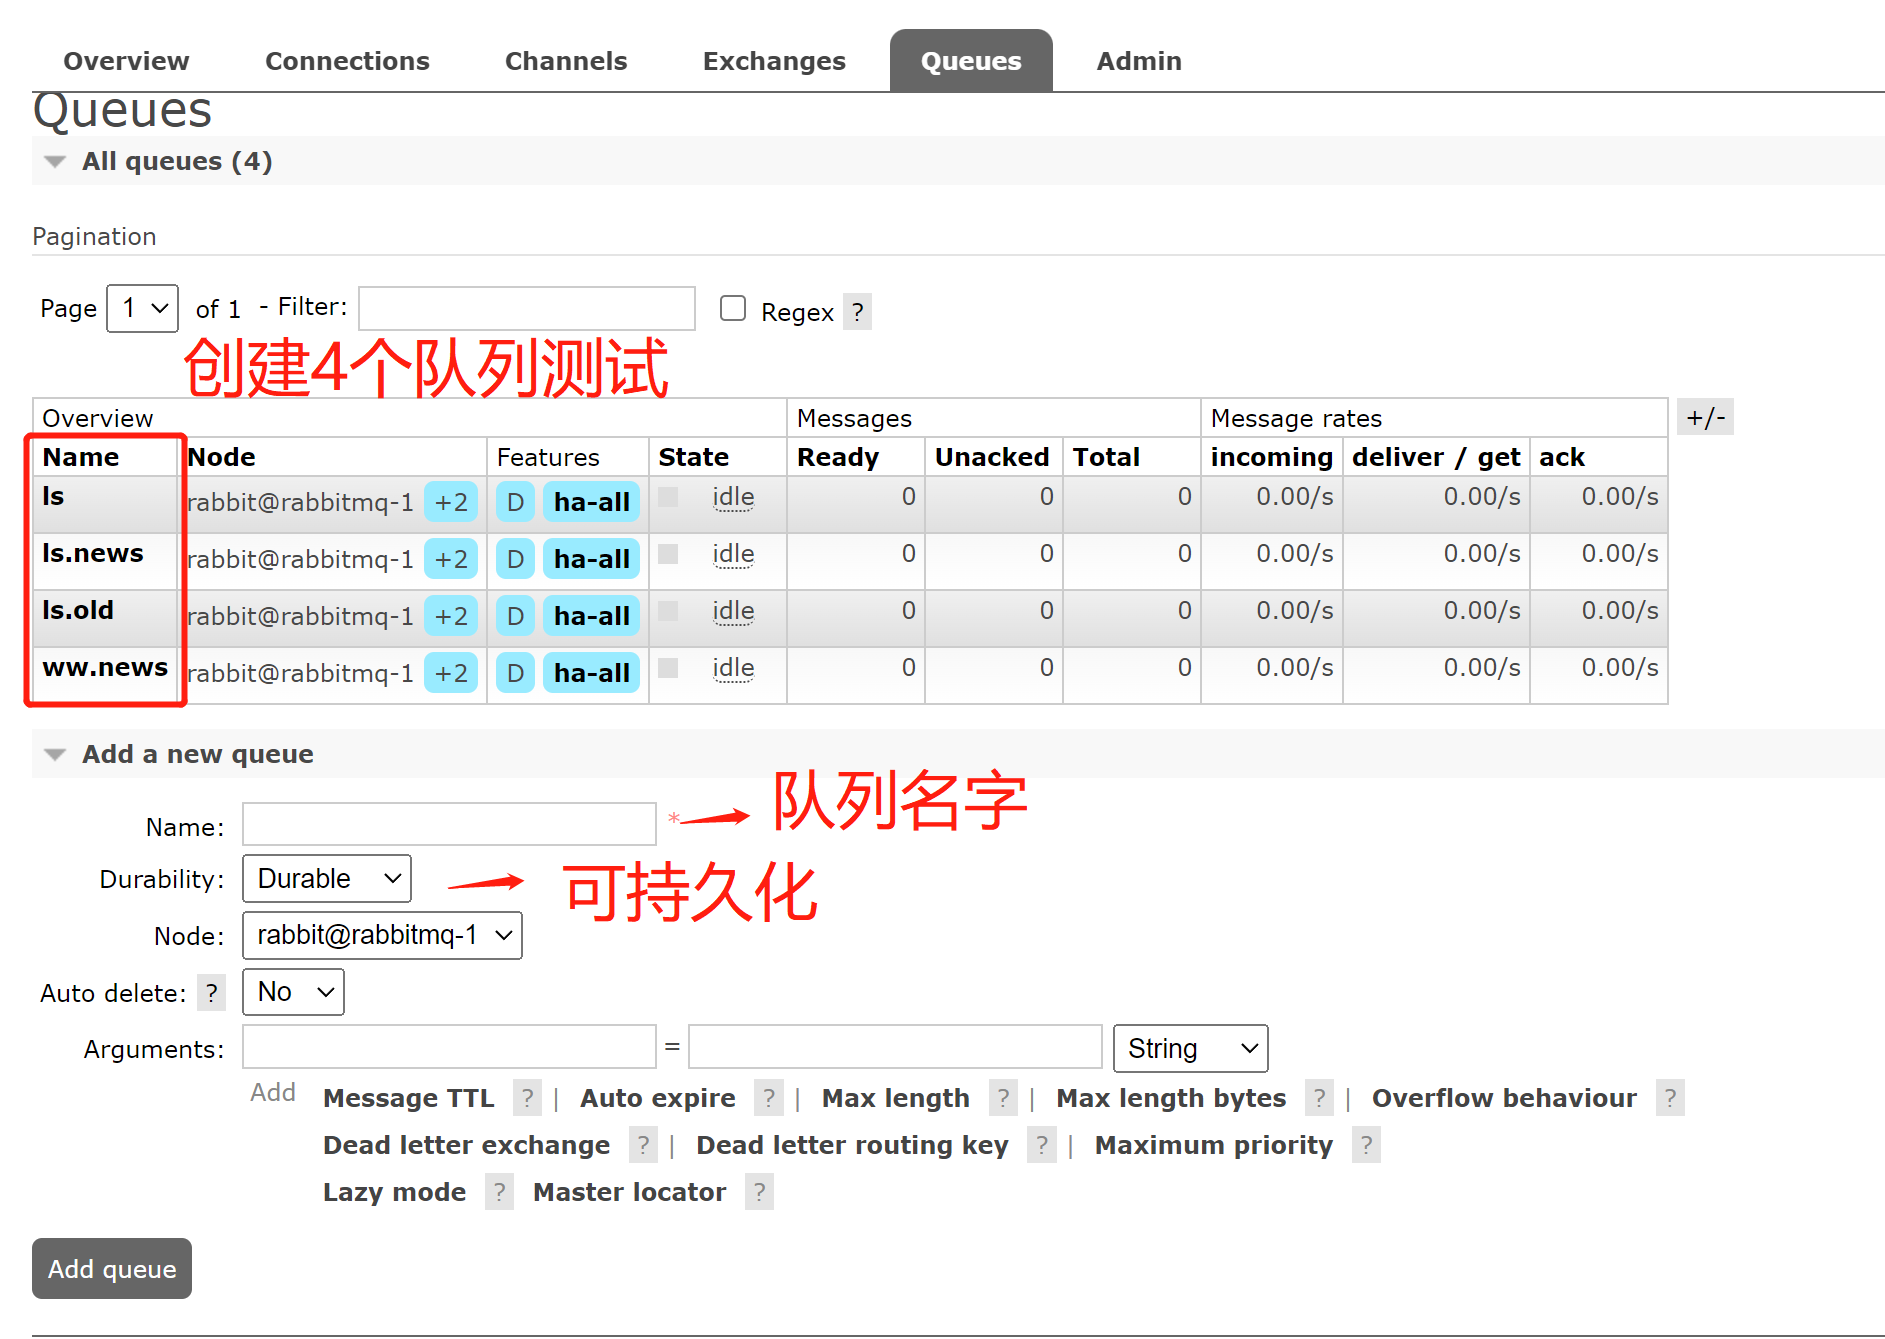 Overview Connections Channels Exchanges Queues Admin
Queues
All queues (4)
Pagination
Page 1 of 1 - Filter: Regex ?
创建4个队列测试
Overview Messages Message rates +/-
Name Node Features State Ready Unacked Total incoming deliver / get ack
ls rabbit@rabbitmq-1 +2 D ha-all idle 0 0 0 0.00/s 0.00/s 0.00/s
ls.news rabbit@rabbitmq-1 +2 D ha-all idle 0 0 0 0.00/s 0.00/s 0.00/s
ls.old rabbit@rabbitmq-1 +2 D ha-all idle 0 0 0 0.00/s 0.00/s 0.00/s
ww.news rabbit@rabbitmq-1 +2 D ha-all idle 0 0 0 0.00/s 0.00/s 0.00/s
Add a new queue
Name: * 队列名字
Durability: Durable 可持久化
Node: rabbit@rabbitmq-1
Auto delete: ? No
Arguments: = String
Add Message TTL ? | Auto expire ? | Max length ? | Max length bytes ? | Overflow behaviour ?
Dead letter exchange ? | Dead letter routing key ? | Maximum priority ?
Lazy mode ? Master locator ?
Add queue